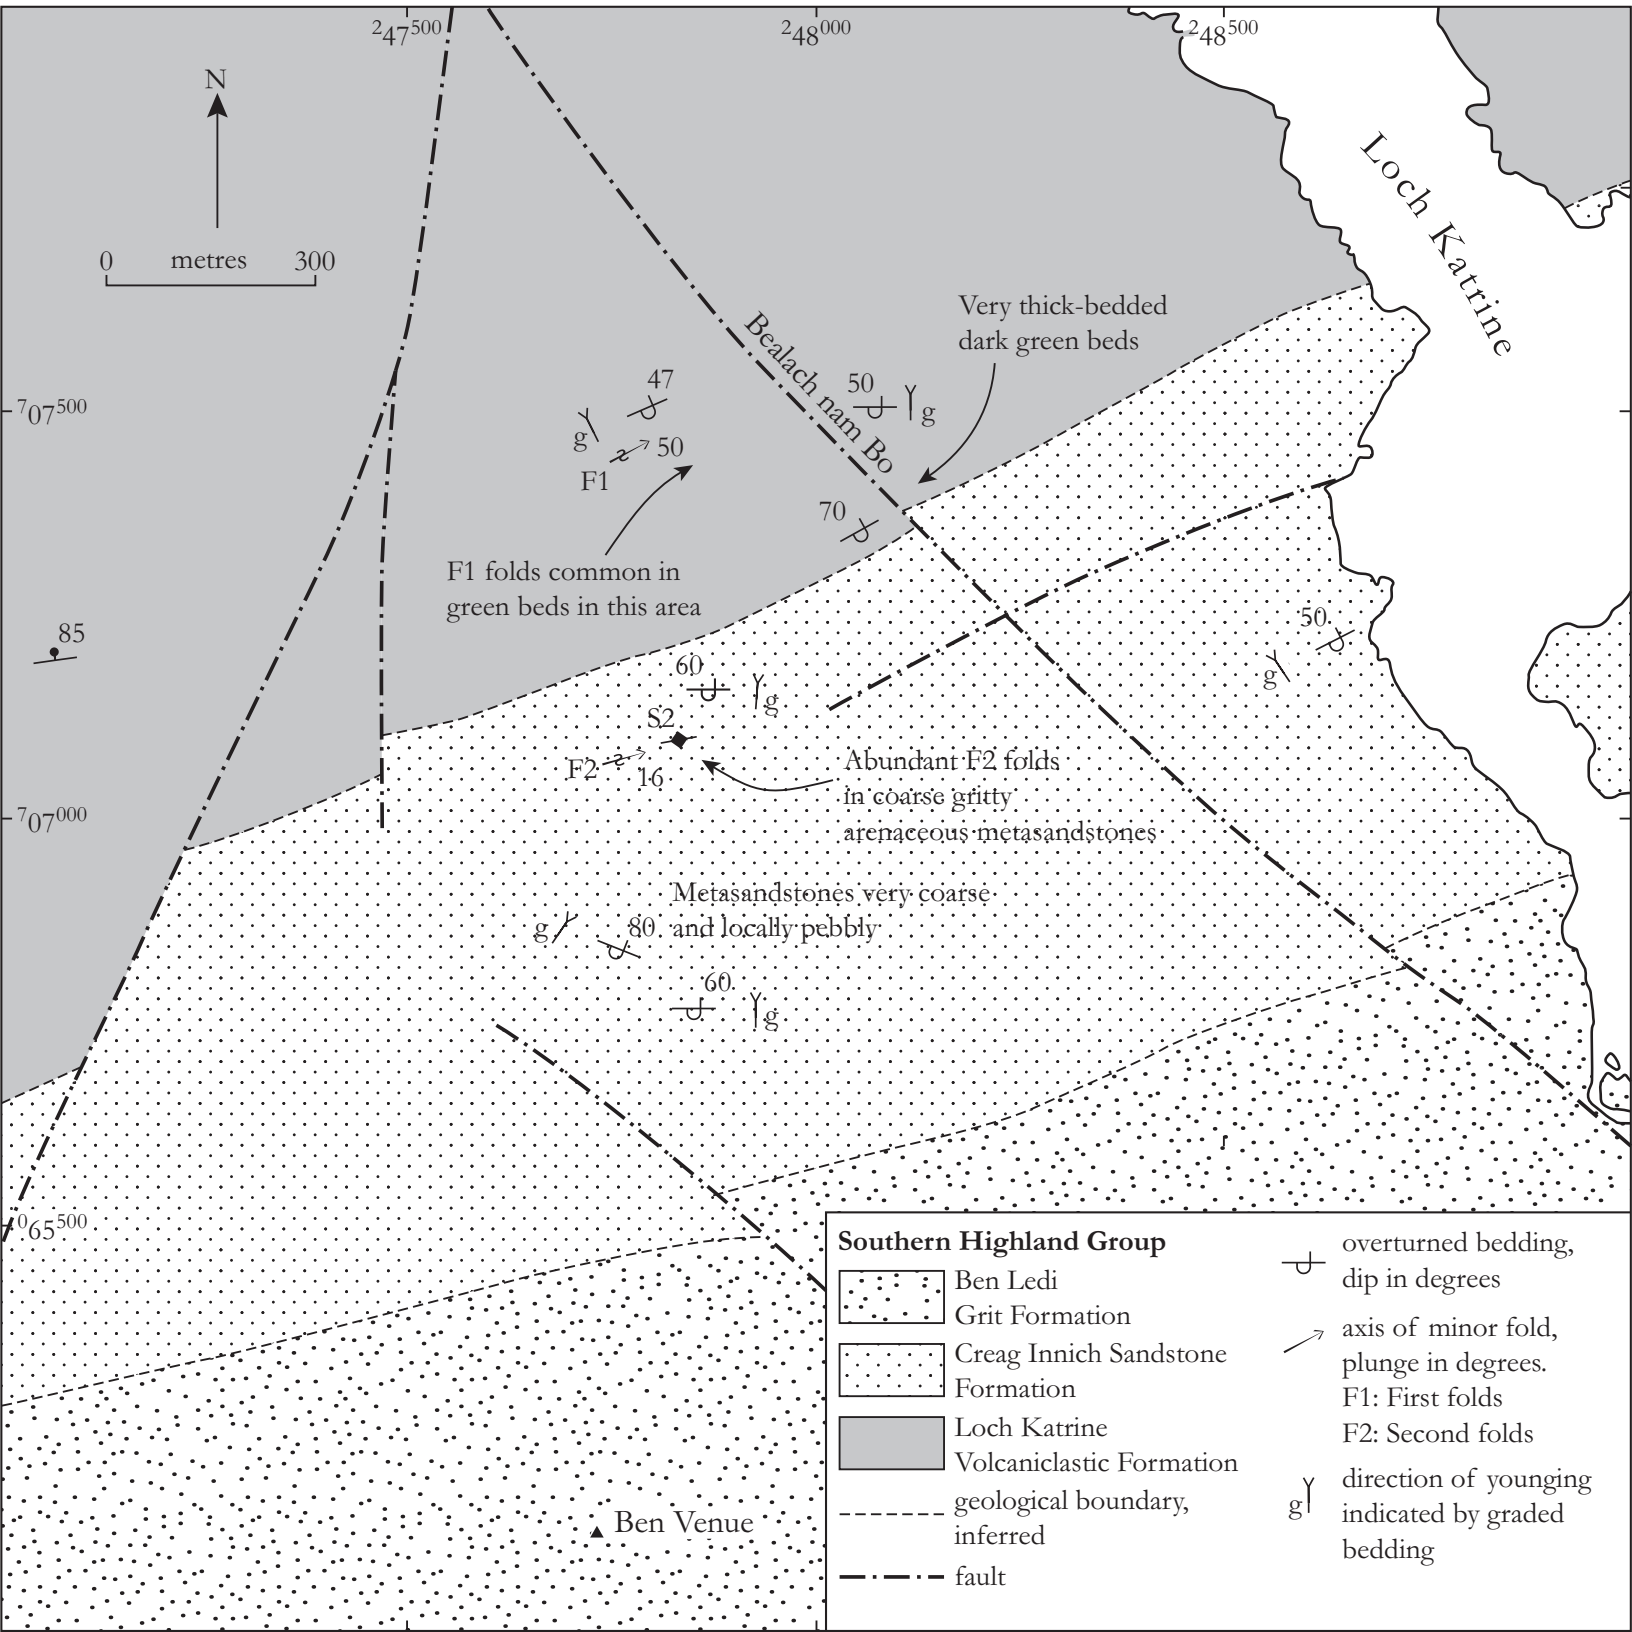 247500
248000
248500
N
0 metres 300
Loch Katrine
Very thick-bedded
dark green beds
Bealach nam Bo
47
50
g
g
707500
50
F1
70
F1 folds common in
green beds in this area
85
50
g
60
g
S2
F2
16
Abundant F2 folds
in coarse gritty
arenaceous metasandstones
707000
Metasandstones very coarse
and locally pebbly
g
80
60
g
065500
Ben Venue
Southern Highland Group
Ben Ledi
Grit Formation
Creag Innich Sandstone
Formation
Loch Katrine
Volcaniclastic Formation
geological boundary,
inferred
fault
overturned bedding,
dip in degrees
axis of minor fold,
plunge in degrees.
F1: First folds
F2: Second folds
g
direction of younging
indicated by graded
bedding